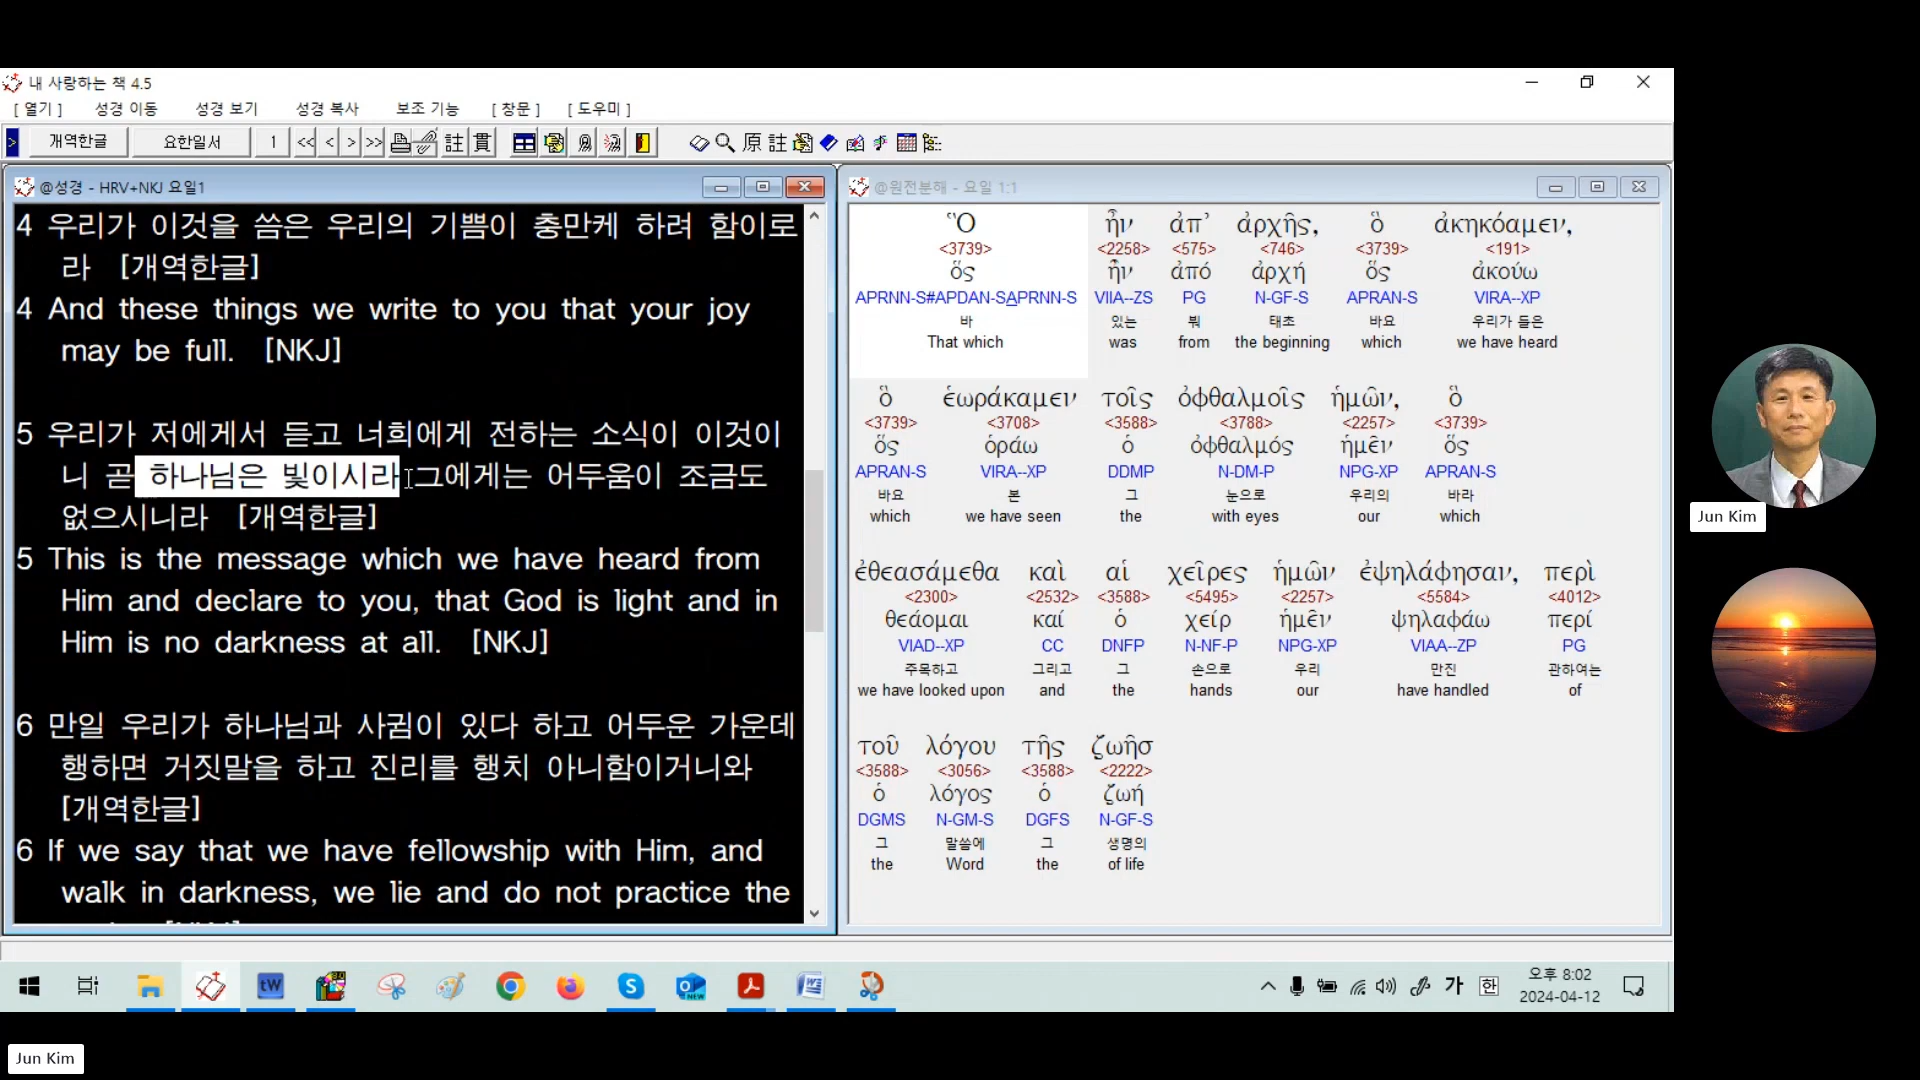 내 사랑하는 책 4.5
[ 열기 ] 성경 이동 성경 보기 성경 복사 보조 기능 [ 창문 ] [ 도우미 ]
> 개역한글 요한일서 1 << < > >> 註 貫 原 註
@성경 - HRV+NKJ 요일1
4 우리가 이것을 씀은 우리의 기쁨이 충만케 하려 함이로
라 [개역한글]
4 And these things we write to you that your joy
may be full. [NKJ]
5 우리가 저에게서 듣고 너희에게 전하는 소식이 이것이
니 곧 하나님은 빛이시라 그에게는 어두움이 조금도
없으시니라 [개역한글]
5 This is the message which we have heard from
Him and declare to you, that God is light and in
Him is no darkness at all. [NKJ]
6 만일 우리가 하나님과 사귐이 있다 하고 어두운 가운데
행하면 거짓말을 하고 진리를 행치 아니함이거니와
[개역한글]
6 If we say that we have fellowship with Him, and
walk in darkness, we lie and do not practice the
@원전분해 - 요일 1:1
Ὃ ἦν ἀπ’ ἀρχῆς, ὃ ἀκηκόαμεν,
<3739> <2258> <575> <746> <3739> <191>
ὅς ἦν ἀπό ἀρχή ὅς ἀκούω
APRNN-S#APDAN-S&APRNN-S VIIA--ZS PG N-GF-S APRAN-S VIRA--XP
바 있는 붜 태초 바요 우리가 들은
That which was from the beginning which we have heard
ὃ ἑωράκαμεν τοῖς ὀφθαλμοῖς ἡμῶν, ὃ
<3739> <3708> <3588> <3788> <2257> <3739>
ὅς ὁράω ὁ ὀφθαλμός ἡμῶν ὅς
APRAN-S VIRA--XP DDMP N-DM-P NPG-XP APRAN-S
바요 본 그 눈으로 우리의 바라
which we have seen the with eyes our which
ἐθεασάμεθα καὶ αἱ χεῖρες ἡμῶν ἐψηλάφησαν, περὶ
<2300> <2532> <3588> <5495> <2257> <5584> <4012>
θεάομαι καί ὁ χείρ ἡμῶν ψηλαφάω περί
VIAD--XP CC DNFP N-NF-P NPG-XP VIAA--ZP PG
주목하고 그리고 그 손으로 우리 만진 관하여는
we have looked upon and the hands our have handled of
τοῦ λόγου τῆς ζωῆσ
<3588> <3056> <3588> <2222>
ὁ λόγος ὁ ζωή
DGMS N-GM-S DGFS N-GF-S
그 말씀에 그 생명의
the Word the of life
Jun Kim
가 한
오후 8:02
2024-04-12
Jun Kim